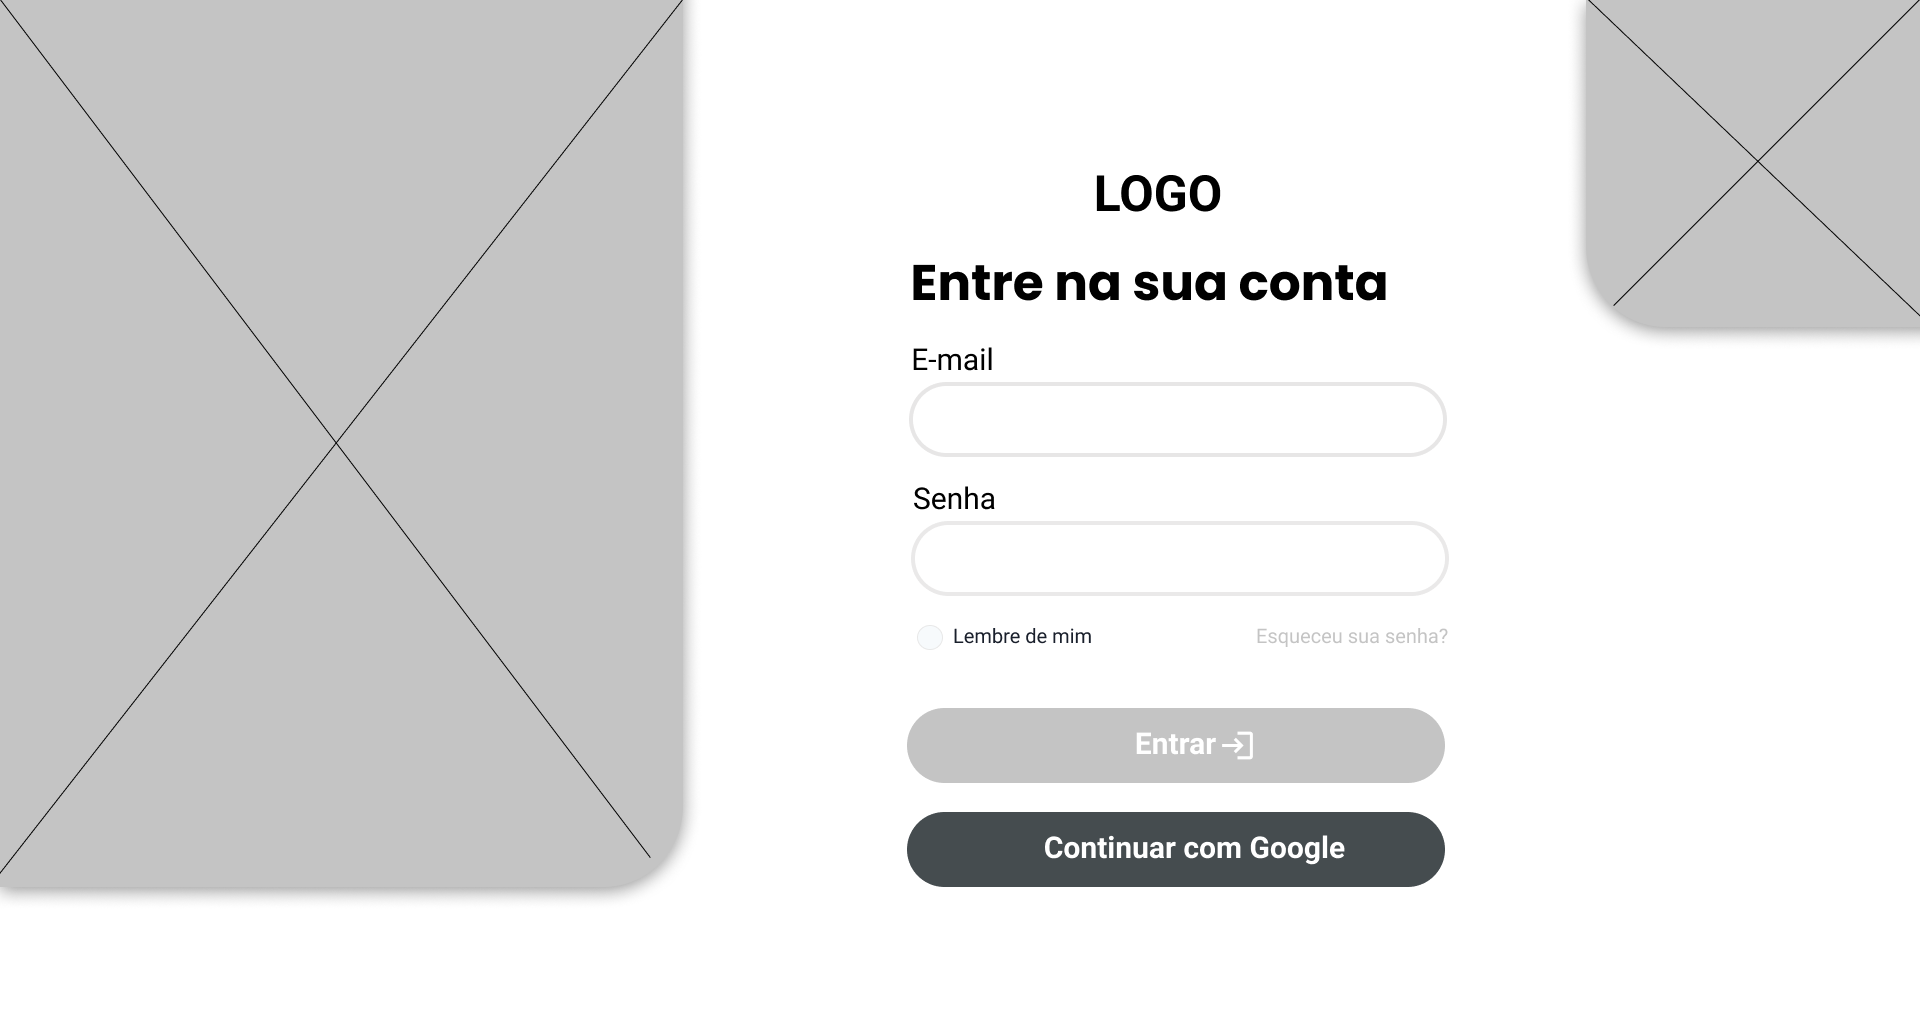 LOGO
Entre na sua conta
E-mail
Senha
Lembre de mim
Esqueceu sua senha?
Entrar
Continuar com Google